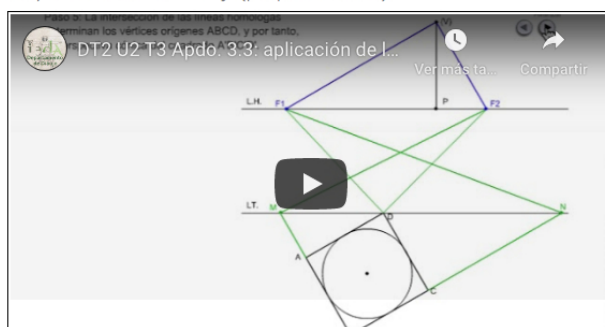 Paso 5: La intersección de las líneas homólogas
determinan los vértices orígenes ABCD, y por tanto,
DT2 U2 T3 Apdo. 3.3: aplicación de l...
Ver más ta...
Compartir
(V)
L.H.
F1
P
F2
L.T.
M
D
N
A
C